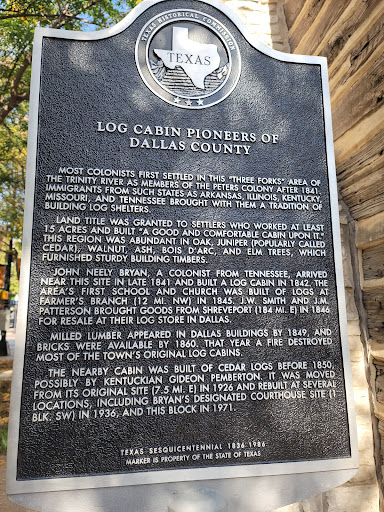 TEXAS HISTORICAL COMMISSION
TEXAS
LOG CABIN PIONEERS OF
DALLAS COUNTY
MOST COLONISTS FIRST SETTLED IN THIS "THREE FORKS" AREA OF
THE TRINITY RIVER AS MEMBERS OF THE PETERS COLONY AFTER 1841.
IMMIGRANTS FROM SUCH STATES AS ARKANSAS, ILLINOIS, KENTUCKY,
MISSOURI, AND TENNESSEE BROUGHT WITH THEM A TRADITION OF
BUILDING LOG SHELTERS.
LAND TITLE WAS GRANTED TO SETTLERS WHO WORKED AT LEAST
15 ACRES AND BUILT "A GOOD AND COMFORTABLE CABIN UPON IT."
THIS REGION WAS ABUNDANT IN OAK, JUNIPER (POPULARLY CALLED
CEDAR), WALNUT, ASH, BOIS D'ARC, AND ELM TREES, WHICH
FURNISHED STURDY BUILDING TIMBERS.
JOHN NEELY BRYAN, A COLONIST FROM TENNESSEE, ARRIVED
NEAR THIS SITE IN LATE 1841 AND BUILT A LOG CABIN IN 1842. THE
AREA'S FIRST SCHOOL AND CHURCH WAS BUILT OF LOGS AT
FARMER'S BRANCH (12 MI. NW) IN 1845. J.W. SMITH AND J.M.
PATTERSON BROUGHT GOODS FROM SHREVEPORT (184 MI. E) IN 1846
FOR RESALE AT THEIR LOG STORE IN DALLAS.
MILLED LUMBER APPEARED IN DALLAS BUILDINGS BY 1849, AND
BRICKS WERE AVAILABLE BY 1860. THAT YEAR A FIRE DESTROYED
MOST OF THE TOWN'S ORIGINAL LOG CABINS.
THE NEARBY CABIN WAS BUILT OF CEDAR LOGS BEFORE 1850,
POSSIBLY BY KENTUCKIAN GIDEON PEMBERTON. IT WAS MOVED
FROM ITS ORIGINAL SITE (7.5 MI. E) IN 1926 AND REBUILT AT SEVERAL
LOCATIONS, INCLUDING BRYAN'S DESIGNATED COURTHOUSE SITE (1
BLK. SW) IN 1936, AND THIS BLOCK IN 1971.
TEXAS SESQUICENTENNIAL 1836-1986
MARKER IS PROPERTY OF THE STATE OF TEXAS